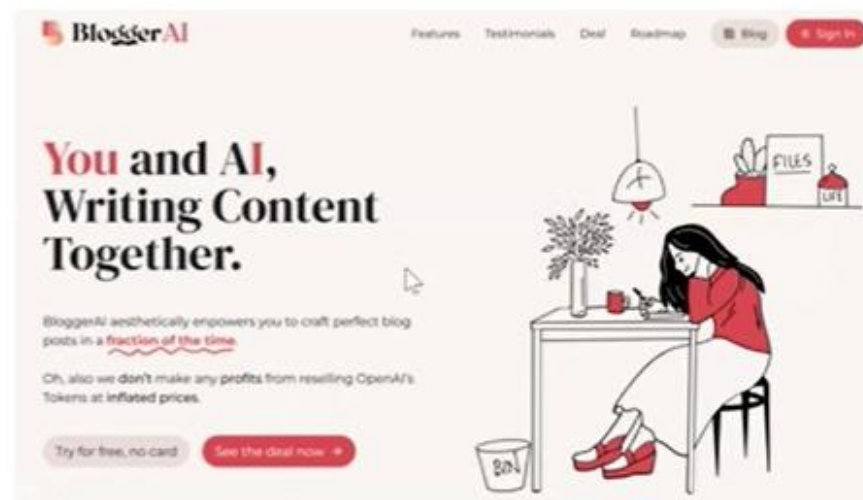 BloggerAI
Features Testimonials Deal Roadmap Blog Sign In
You and AI,
Writing Content
Together.
BloggerAI aesthetically enpowers you to craft perfect blog
posts in a fraction of the time.
Oh, also we don't make any profits from reselling OpenAI's
Tokens at inflated prices.
Try for free, no card
See the deal now →
FILES
LIFE
BIN